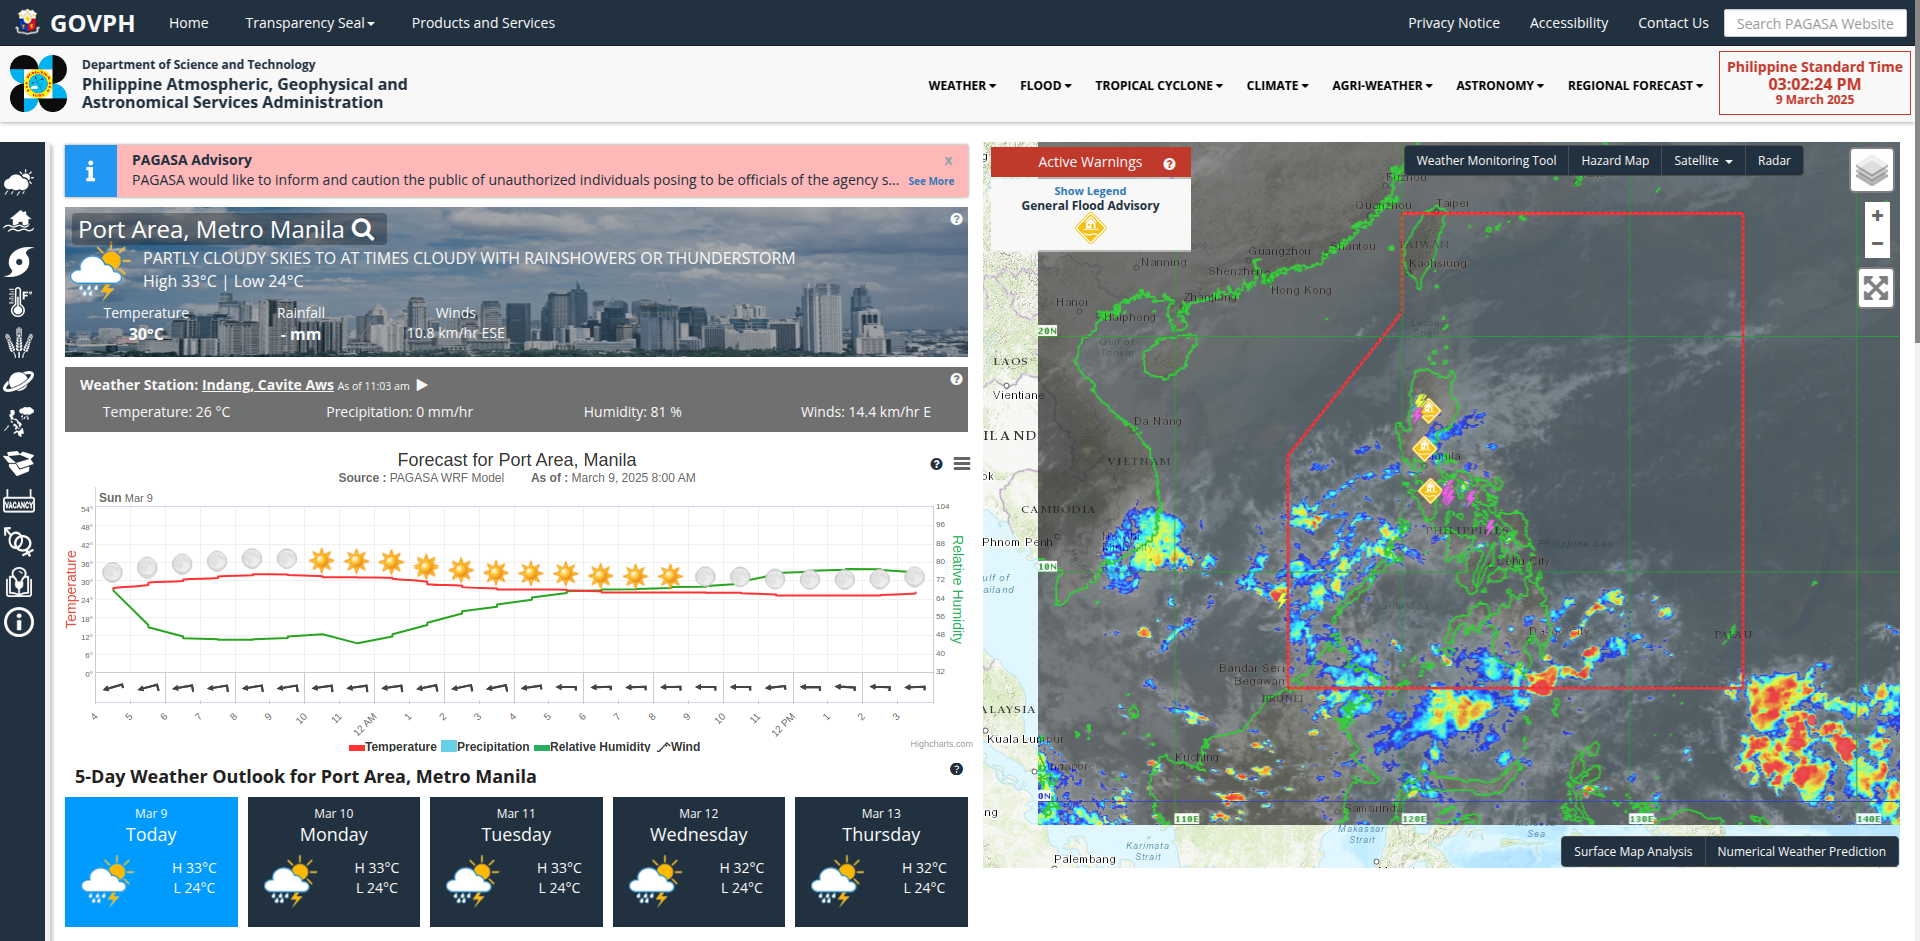 GOVPH
Home
Transparency Seal
Products and Services
Privacy Notice
Accessibility
Contact Us
Search PAGASA Website
Department of Science and Technology
Philippine Atmospheric, Geophysical and
Astronomical Services Administration
WEATHER
FLOOD
TROPICAL CYCLONE
CLIMATE
AGRI-WEATHER
ASTRONOMY
REGIONAL FORECAST
Philippine Standard Time
03:02:24 PM
9 March 2025
VACANCY
PAGASA Advisory
x
PAGASA would like to inform and caution the public of unauthorized individuals posing to be officials of the agency s...
See More
Port Area, Metro Manila
PARTLY CLOUDY SKIES TO AT TIMES CLOUDY WITH RAINSHOWERS OR THUNDERSTORM
High 33°C | Low 24°C
Temperature
Rainfall
Winds
30°C
- mm
10.8 km/hr ESE
Weather Station: Indang, Cavite Aws As of 11:03 am
Temperature: 26 °C
Precipitation: 0 mm/hr
Humidity: 81 %
Winds: 14.4 km/hr E
Forecast for Port Area, Manila
Source : PAGASA WRF Model
As of : March 9, 2025 8:00 AM
Sun Mar 9
Temperature
54°
48°
42°
36°
30°
24°
18°
12°
6°
0°
104
96
88
80
72
64
56
48
40
32
Relative Humidity
4
5
6
7
8
9
10
11
12 AM
1
2
3
4
5
6
7
8
9
10
11
12 PM
1
2
3
Temperature
Precipitation
Relative Humidity
Wind
Highcharts.com
5-Day Weather Outlook for Port Area, Metro Manila
Mar 9
Today
H 33°C
L 24°C
Mar 10
Monday
H 33°C
L 24°C
Mar 11
Tuesday
H 33°C
L 24°C
Mar 12
Wednesday
H 32°C
L 24°C
Mar 13
Thursday
H 32°C
L 24°C
Active Warnings
Show Legend
General Flood Advisory
Weather Monitoring Tool
Hazard Map
Satellite
Radar
+
−
Fuzhou
Quanzhou
Taipei
TAIWAN
Guangzhou
Shantou
Kaohsiung
Nanning
Shenzhen
Hong Kong
Hanoi
Zhanjiang
Haiphong
Luzon
20N
Gulf of
Tonkin
LAOS
Vientiane
Da Nang
ILAND
VIETNAM
ok
CAMBODIA
PHILIPPINES
Phnom Penh
Philippine Sea
Cebu City
10N
ulf of
ailand
Sulu Sea
Davao City
PALAU
Bandar Seri
Begawan
BRUNEI
ALAYSIA
Kuala Lumpur
Kuching
Singapore
0N
Samarinda
ng
110E
120E
130E
140E
Makassar
Strait
Sea
Karimata
Strait
Palembang
Surface Map Analysis
Numerical Weather Prediction